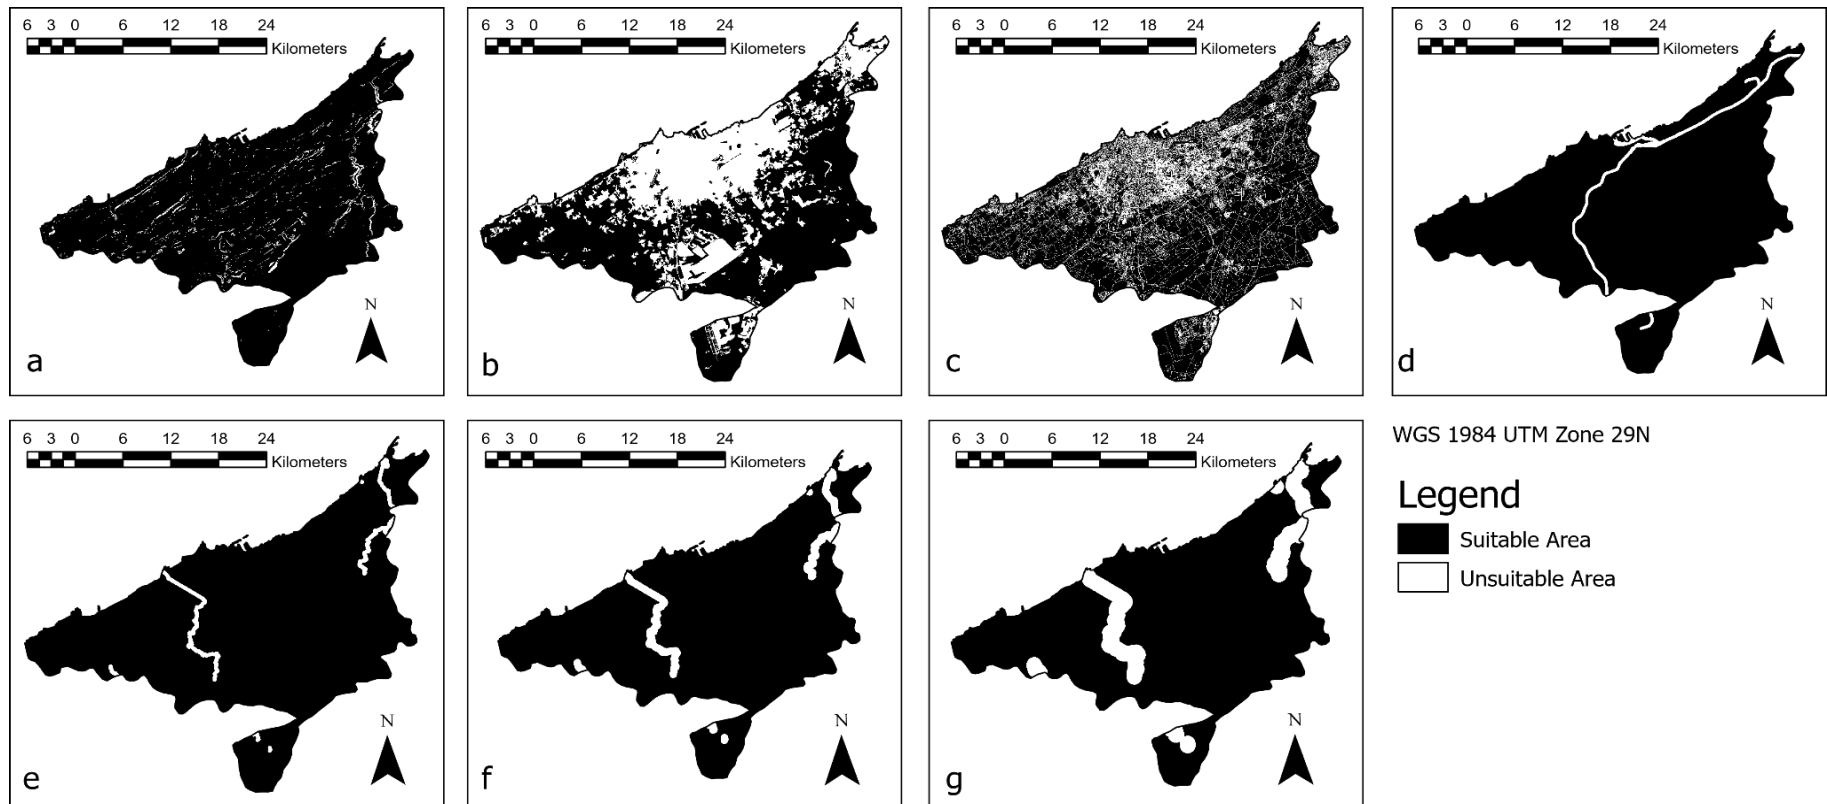 6 3 0 6 12 18 24
Kilometers
N
a
6 3 0 6 12 18 24
Kilometers
N
b
6 3 0 6 12 18 24
Kilometers
N
c
6 3 0 6 12 18 24
Kilometers
N
d
6 3 0 6 12 18 24
Kilometers
N
e
6 3 0 6 12 18 24
Kilometers
N
f
6 3 0 6 12 18 24
Kilometers
N
g
WGS 1984 UTM Zone 29N
Legend
Suitable Area
Unsuitable Area